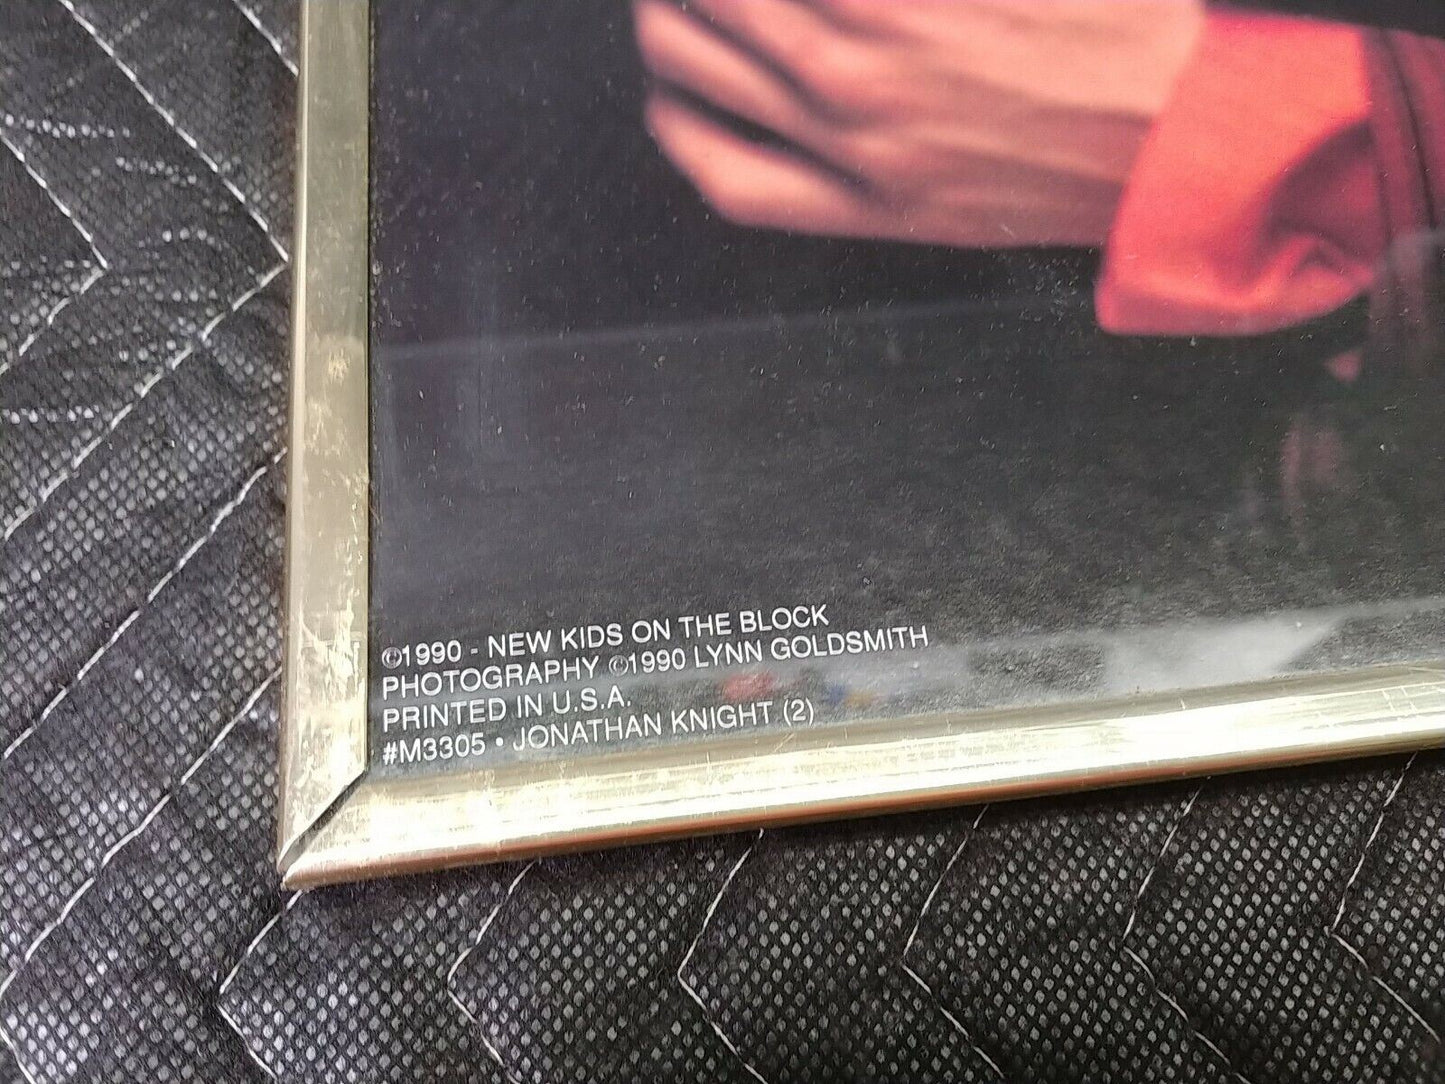 ©1990 - NEW KIDS ON THE BLOCK
PHOTOGRAPHY ©1990 LYNN GOLDSMITH
PRINTED IN U.S.A.
#M3305 • JONATHAN KNIGHT (2)